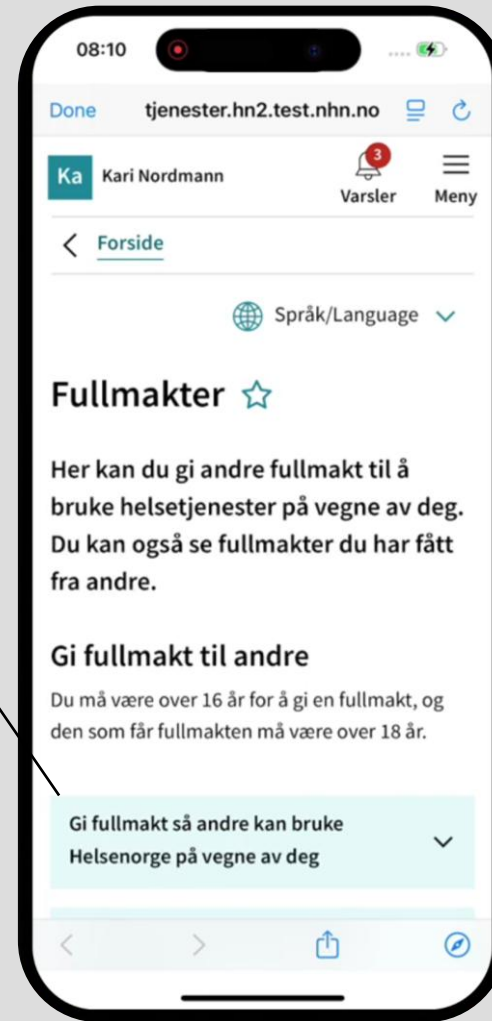 08:10
Done
tjenester.hn2.test.nhn.no
Ka
Kari Nordmann
3
Varsler
Meny
Forside
Språk/Language
Fullmakter
Her kan du gi andre fullmakt til å
bruke helsetjenester på vegne av deg.
Du kan også se fullmakter du har fått
fra andre.
Gi fullmakt til andre
Du må være over 16 år for å gi en fullmakt, og
den som får fullmakten må være over 18 år.
Gi fullmakt så andre kan bruke
Helsenorge på vegne av deg